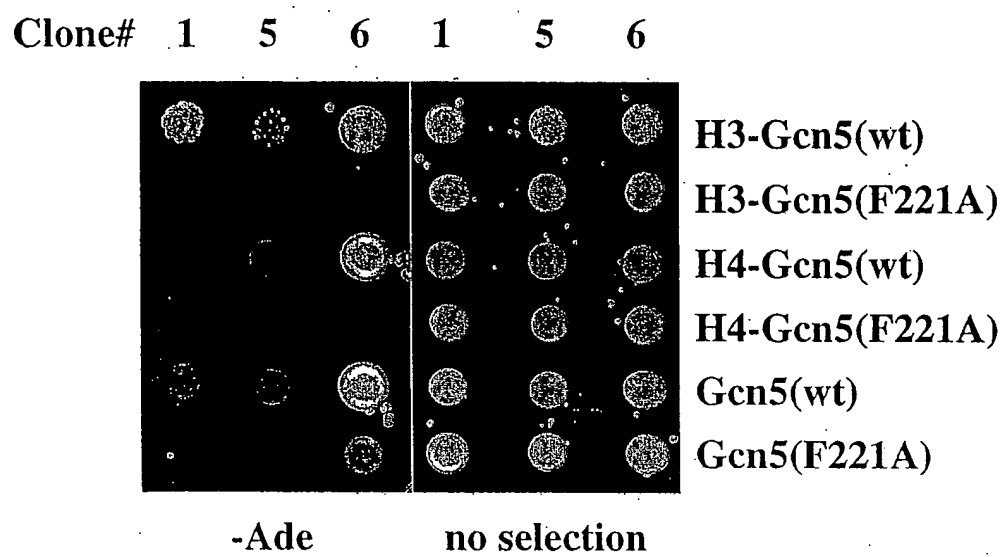 Clone# 1 5 6 1 5 6
H3-Gcn5(wt)
H3-Gcn5(F221A)
H4-Gcn5(wt)
H4-Gcn5(F221A)
Gcn5(wt)
Gcn5(F221A)
-Ade no selection